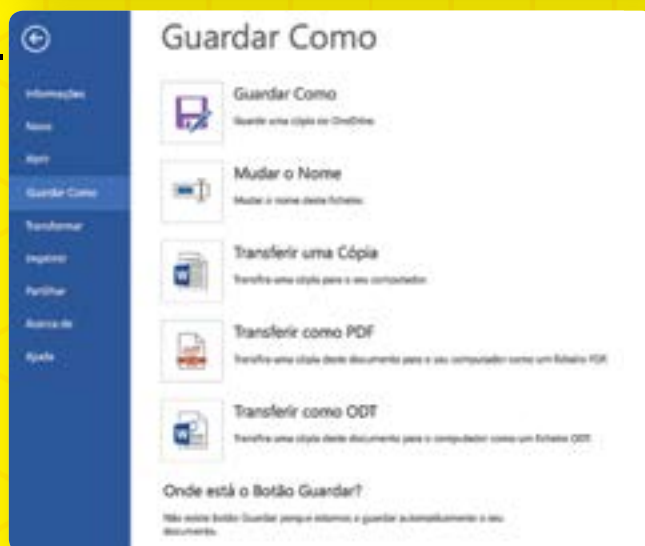 Guardar Como
Informações
Novo
Abrir
Guardar Como
Transformar
Imprimir
Partilhar
Acerca de
Ajuda
Guardar Como
Guarde uma cópia no OneDrive.
Mudar o Nome
Mudar o nome deste ficheiro.
Transferir uma Cópia
Transfira uma cópia para o seu computador.
Transferir como PDF
Transfira uma cópia deste documento para o seu computador como um ficheiro PDF.
Transferir como ODT
Transfira uma cópia deste documento para o computador como um ficheiro ODT.
Onde está o Botão Guardar?
Não existe Botão Guardar porque estamos a guardar automaticamente o seu
documento.